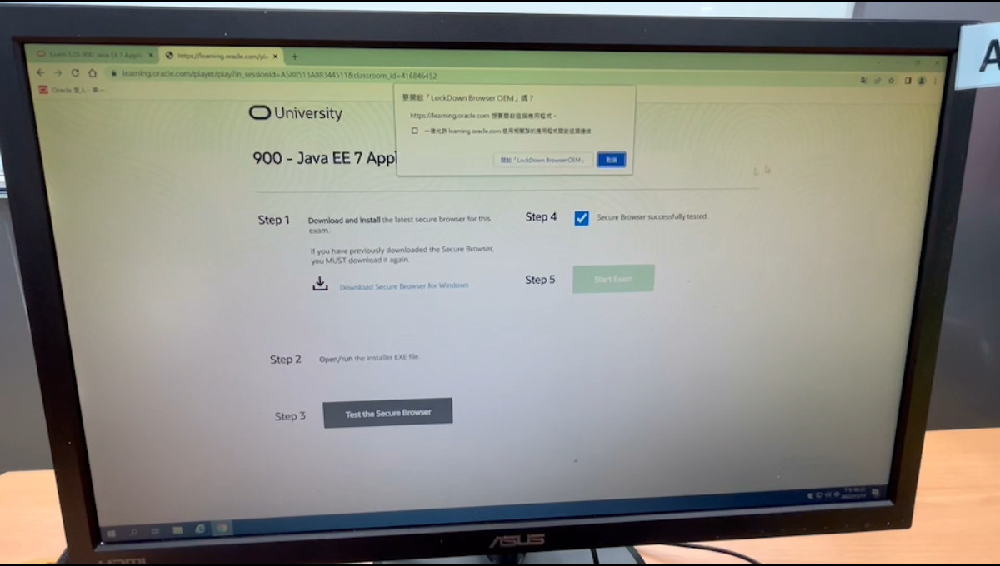 Learn 1Z0-900: Java EE 7 Appli
https://learning.oracle.com/pla
learning.oracle.com/player/play?in_sessionId=A588513A88344511&classroom_id=416846452
Oracle 登入 - 單一...
要開啟「LockDown Browser OEM」嗎？
https://learning.oracle.com 想要開啟這個應用程式。
一律允許 learning.oracle.com 使用相關聯的應用程式開啟這類連結
開啟「LockDown Browser OEM」
取消
University
900 - Java EE 7 Appl
Step 1
Download and Install the latest secure browser for this
exam.
If you have previously downloaded the Secure Browser,
you MUST download it again.
Download Secure Browser for Windows
Step 2
Open/run the installer EXE file.
Step 3
Test the Secure Browser
Step 4
Secure Browser successfully tested.
Step 5
Start Exam
ASUS
HDMI
A